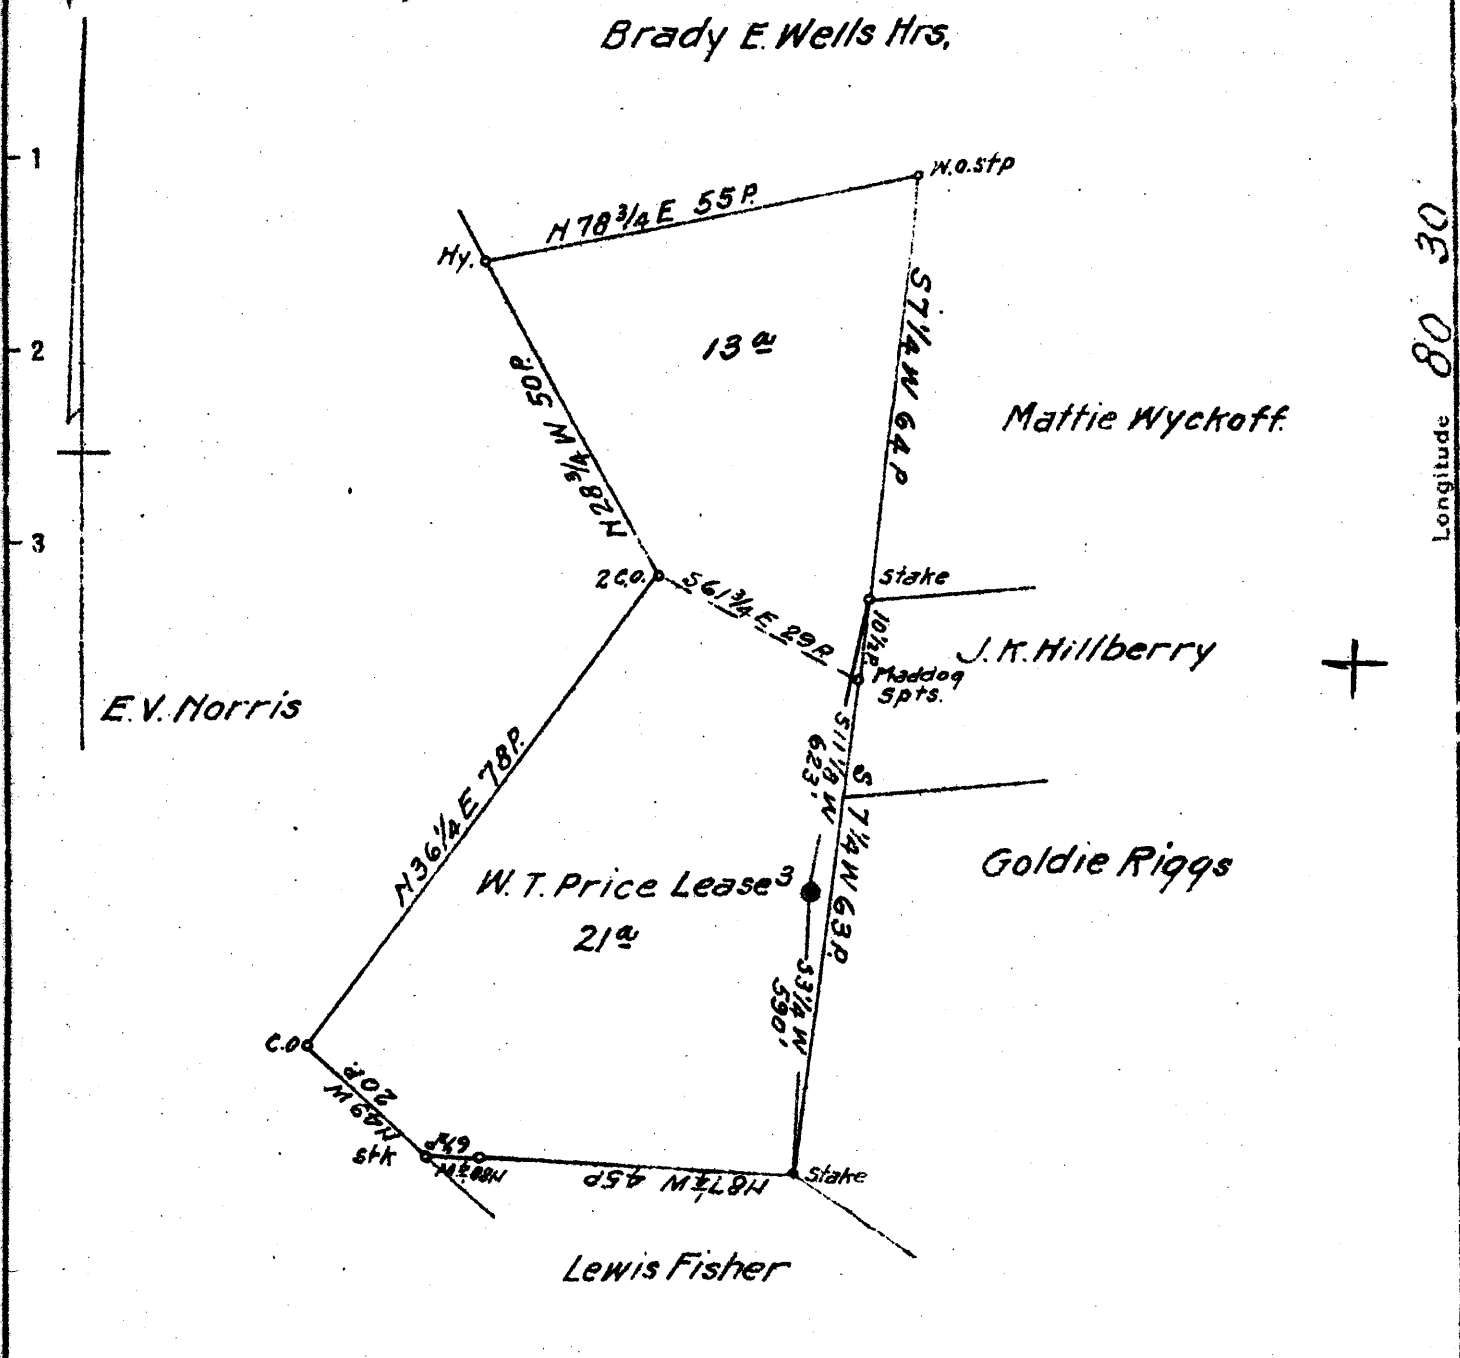 Brady E. Wells Hrs,
1
W.O. stp
N 78 3/4 E 55 P.
Hy.
S 7 1/4 W 64 P
30
80
Longitude
13 a
2
N 28 3/4 W 50 P.
Mattie Wyckoff.
3
2 C.O.
Stake
S 61 3/4 E 29 P.
10 1/2 P.
J. K. Hillberry
Maddog
Spts.
E. V. Norris
S 11 1/8 W
623'
S 7 1/4 W 63 P.
N 36 1/4 E 78 P.
Goldie Riggs
W. T. Price Lease 3
21 a
S 3 1/4 W
590'
C.O
20 P.
N 49 W
stk
6 1/2 P
N 87 1/4 W 45 P
Stake
Lewis Fisher